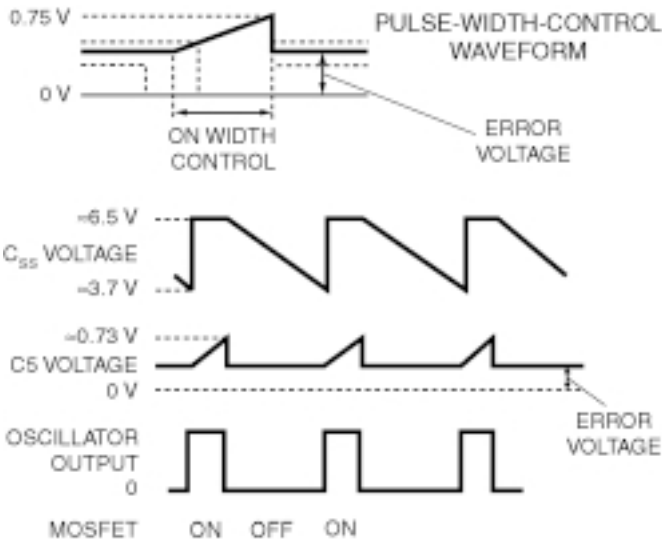 0.75 V
PULSE-WIDTH-CONTROL
WAVEFORM
0 V
ON WIDTH
CONTROL
ERROR
VOLTAGE
≈6.5 V
CSS VOLTAGE
≈3.7 V
≈0.73 V
C5 VOLTAGE
0 V
ERROR
VOLTAGE
OSCILLATOR
OUTPUT
0
MOSFET ON OFF ON